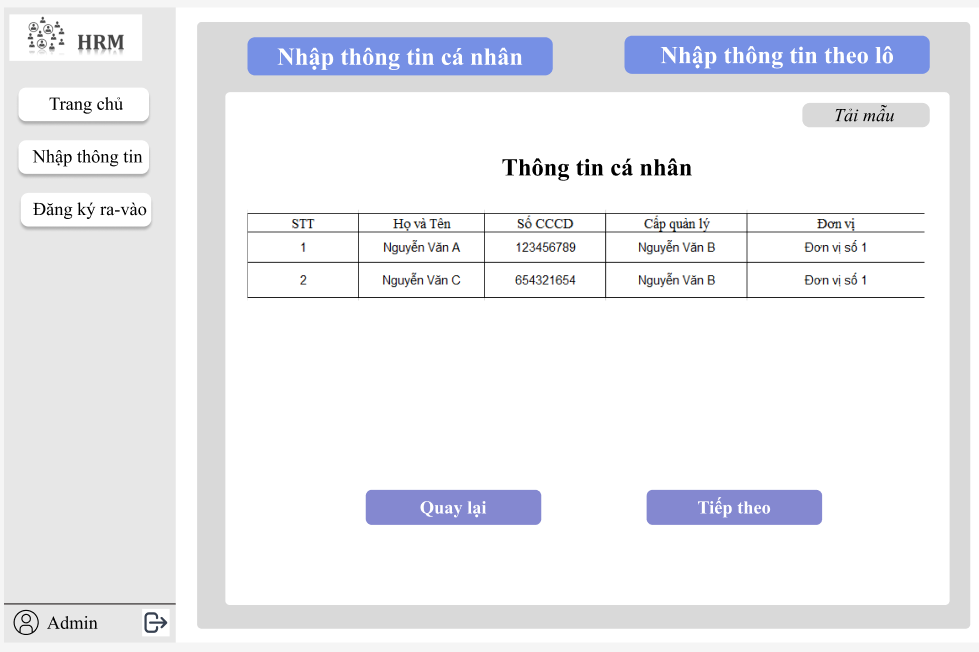 HRM
Trang chủ
Nhập thông tin
Đăng ký ra-vào
Admin
Nhập thông tin cá nhân
Nhập thông tin theo lô
Tải mẫu
Thông tin cá nhân
STT Họ và Tên Số CCCD Cấp quản lý Đơn vị
1 Nguyễn Văn A 123456789 Nguyễn Văn B Đơn vị số 1
2 Nguyễn Văn C 654321654 Nguyễn Văn B Đơn vị số 1
Quay lại
Tiếp theo